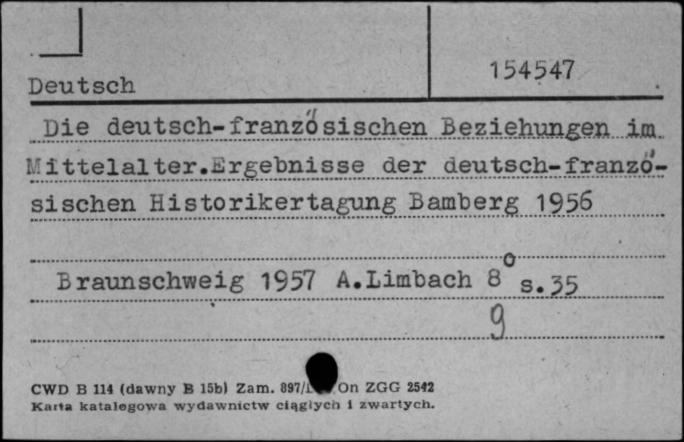 154547
Deutsch
Die deutsch-französischen Beziehungen im
Mittelalter.Ergebnisse der deutsch-franzö-
sischen Historikertagung Bamberg 1956
Braunschweig 1957 A.Limbach 8° s.35
9
CWD B 114 (dawny B 15b) Zam. 897/ On ZGG 2542
Karta katalogowa wydawnictw ciągłych i zwartych.